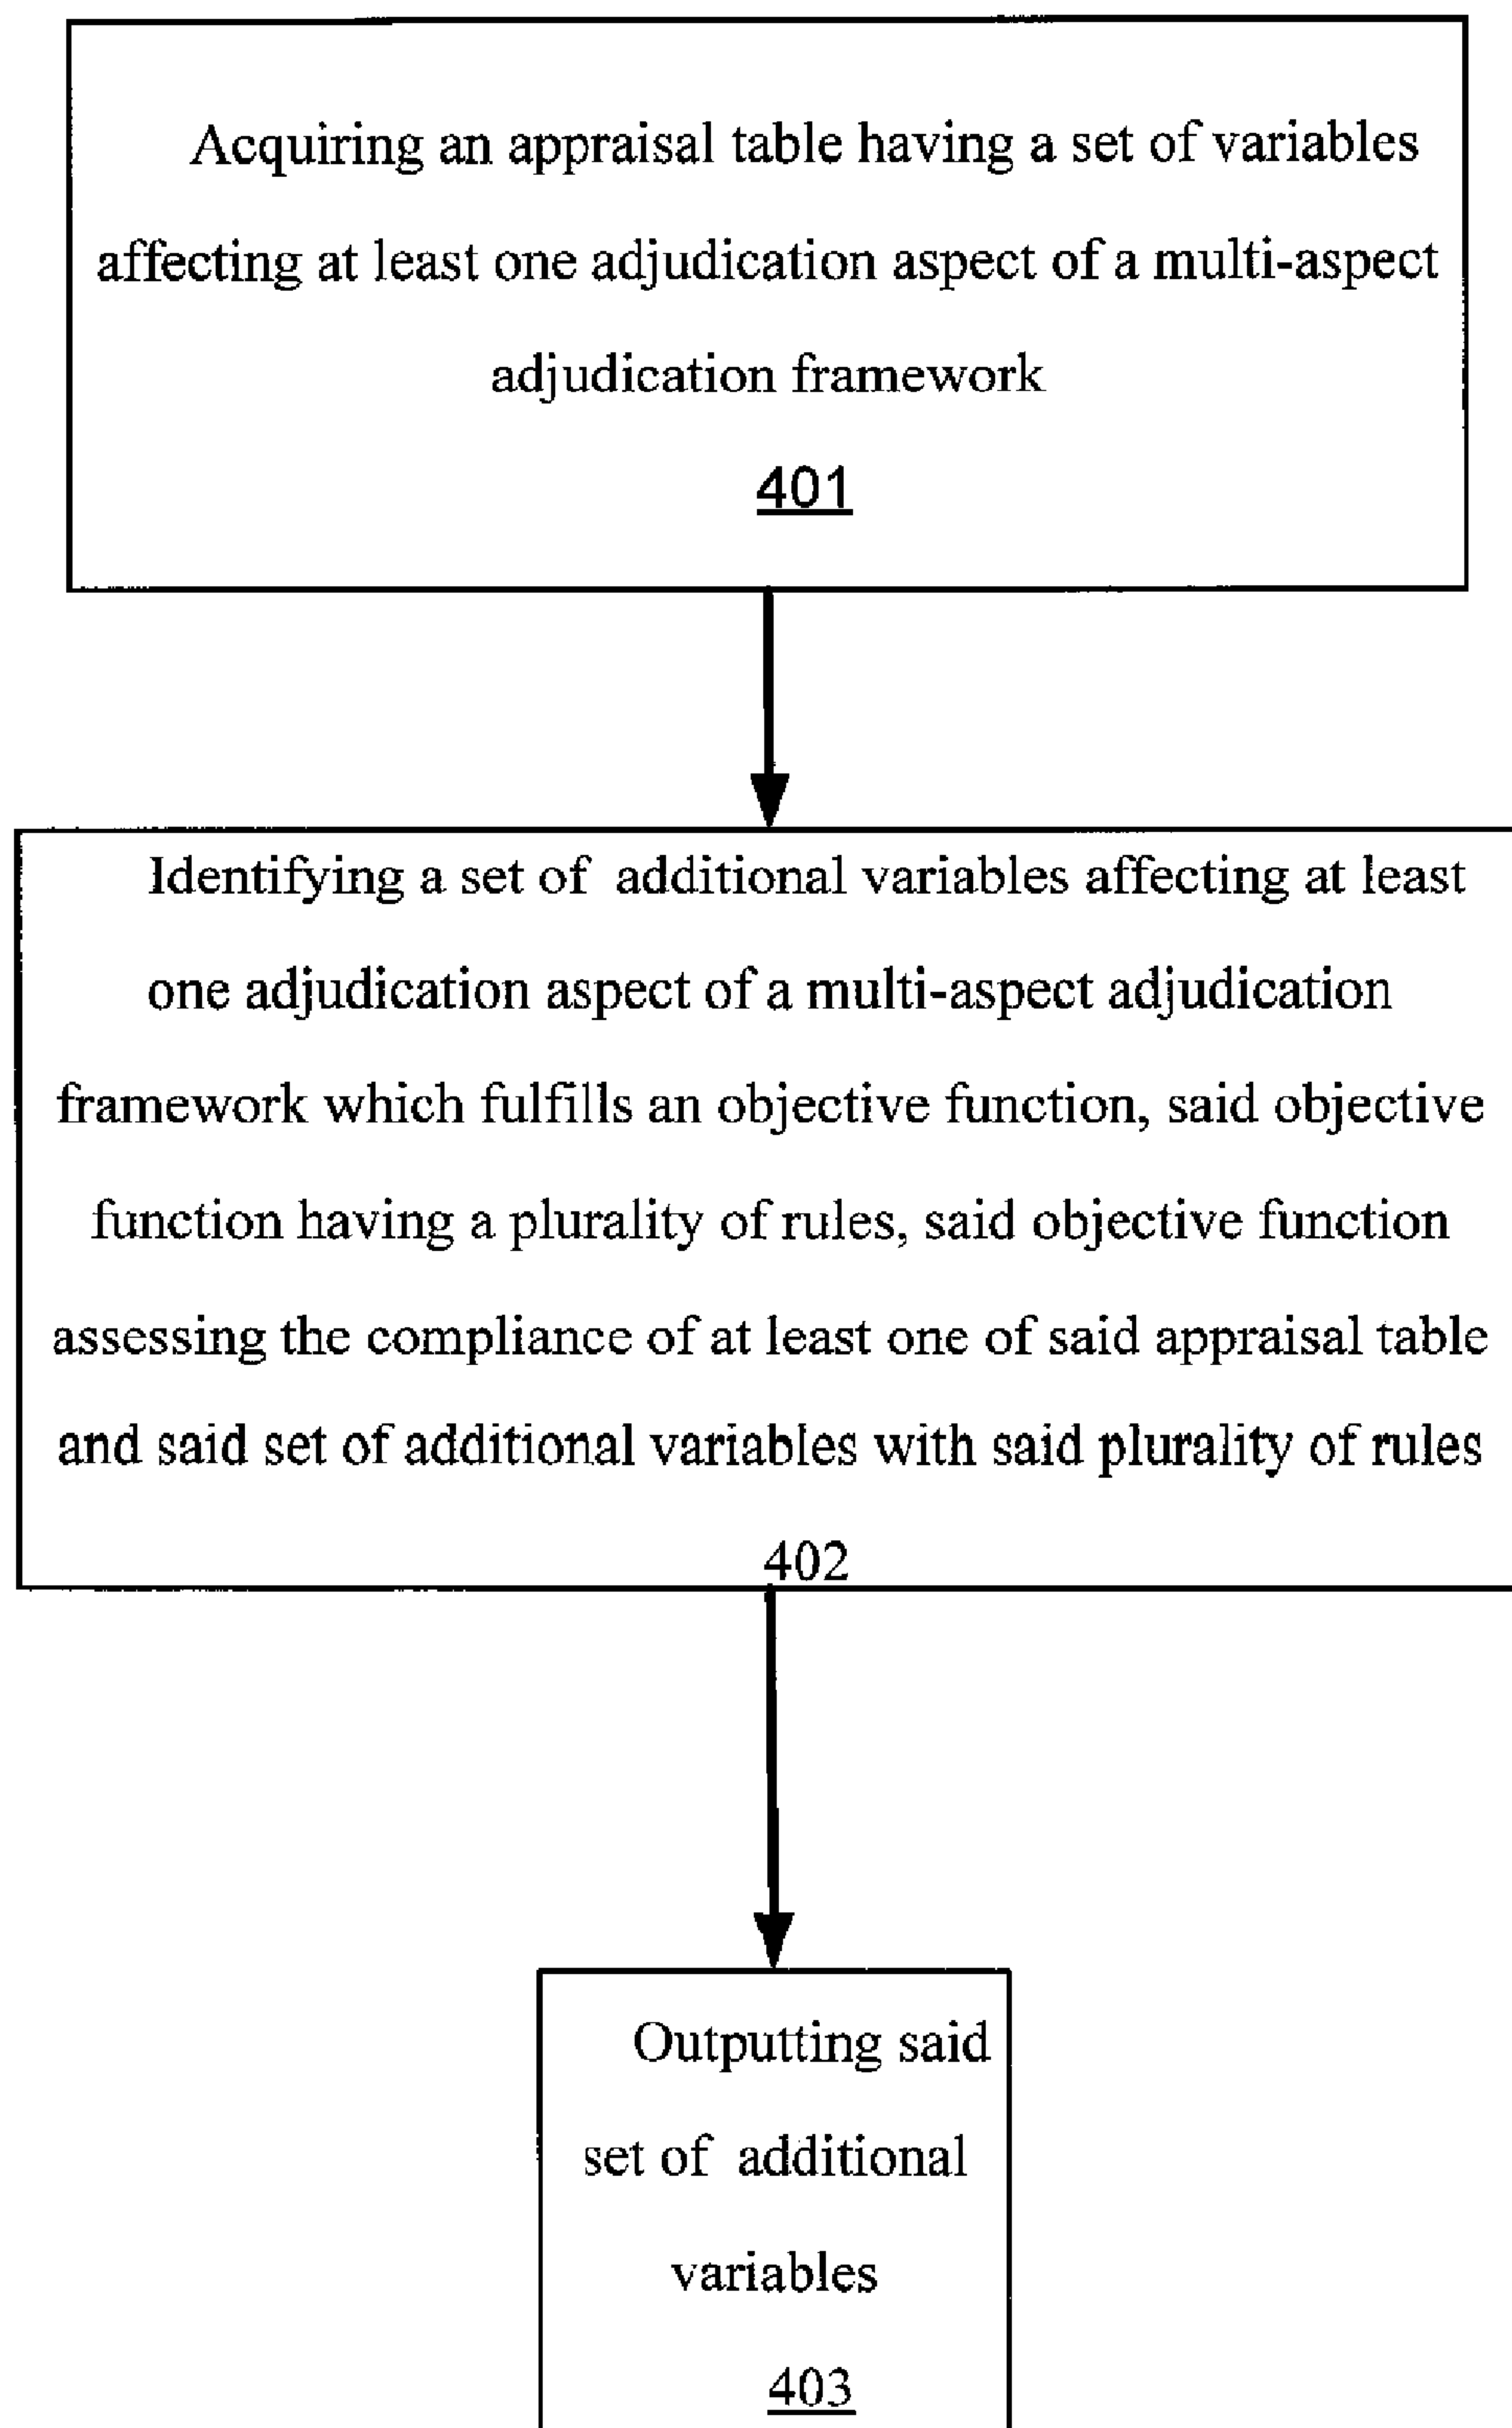 Acquiring an appraisal table having a set of variables
affecting at least one adjudication aspect of a multi-aspect
adjudication framework
401
Identifying a set of additional variables affecting at least
one adjudication aspect of a multi-aspect adjudication
framework which fulfills an objective function, said objective
function having a plurality of rules, said objective function
assessing the compliance of at least one of said appraisal table
and said set of additional variables with said plurality of rules
402
Outputting said
set of additional
variables
403